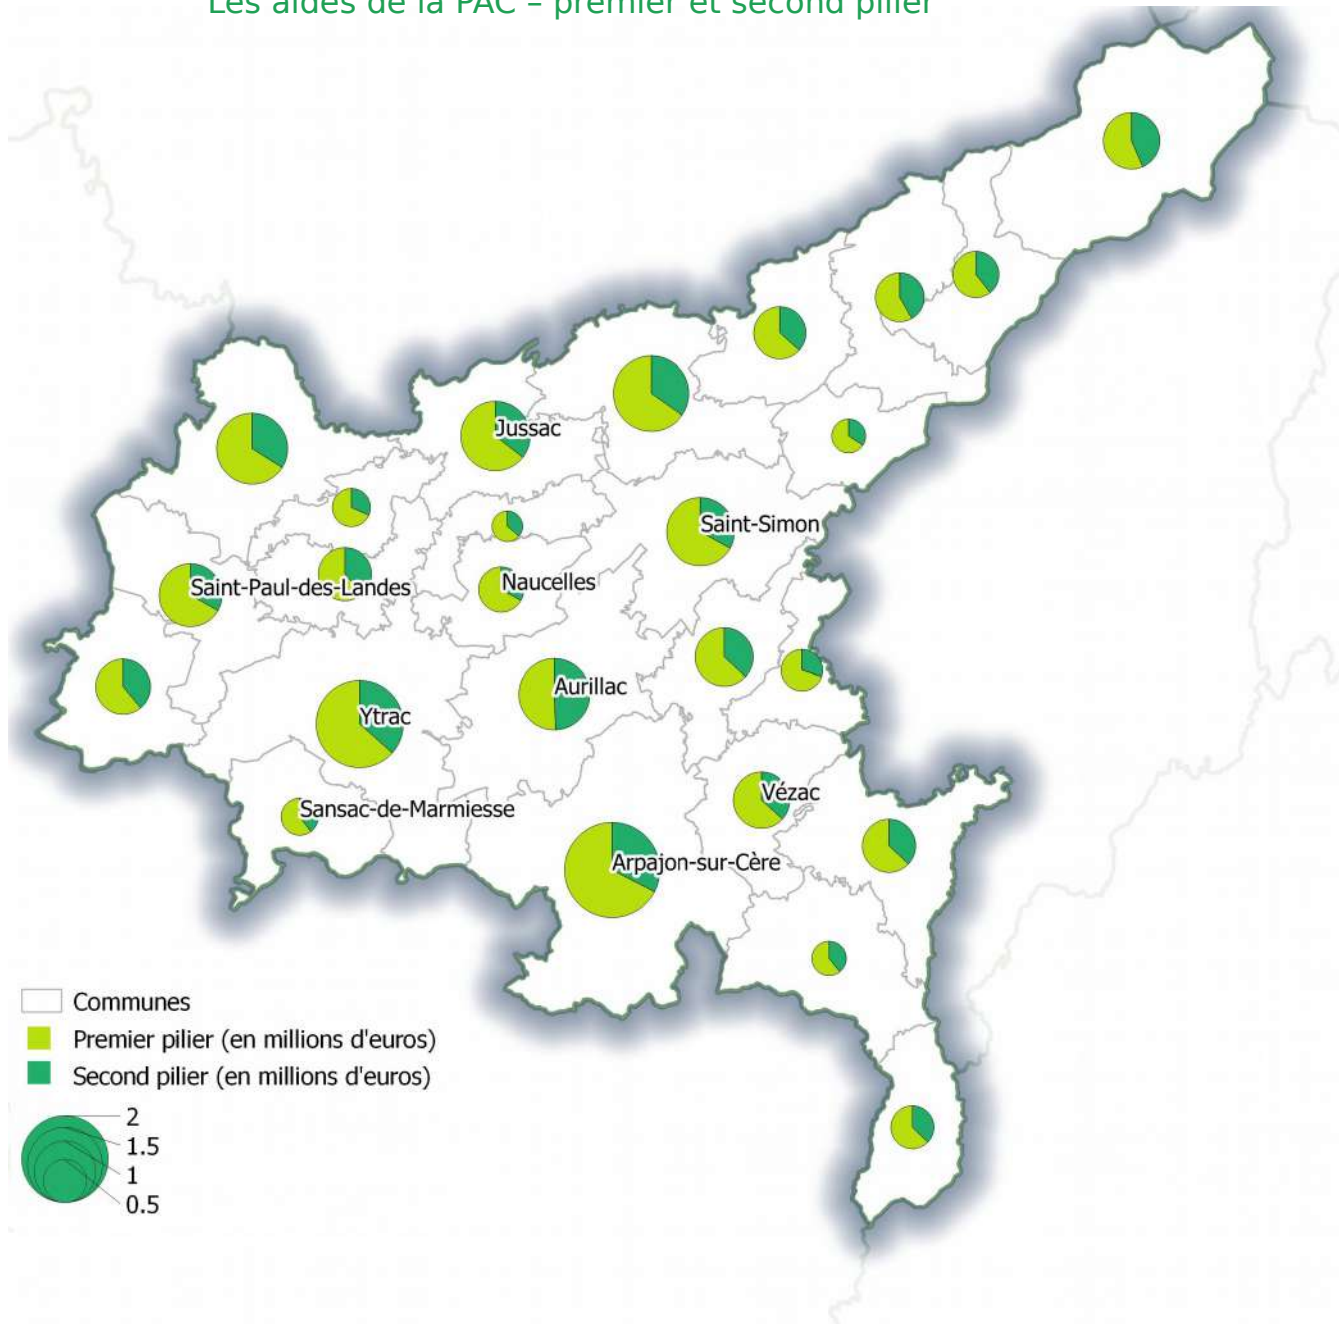 Les aides de la PAC – premier et second pilier
Jussac
Saint-Simon
Saint-Paul-des-Landes
Naucelles
Aurillac
Ytrac
Vézac
Sansac-de-Marmiesse
Arpajon-sur-Cère
Communes
Premier pilier (en millions d'euros)
Second pilier (en millions d'euros)
2
1.5
1
0.5